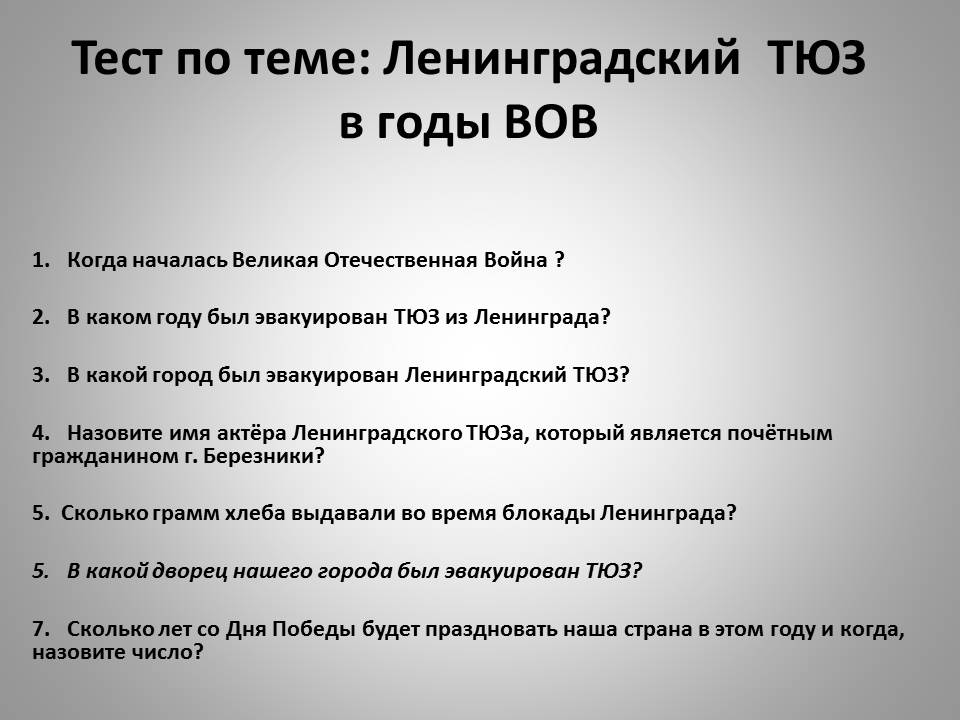 Тест по теме: Ленинградский ТЮЗ
в годы ВОВ
1. Когда началась Великая Отечественная Война ?
2. В каком году был эвакуирован ТЮЗ из Ленинграда?
3. В какой город был эвакуирован Ленинградский ТЮЗ?
4. Назовите имя актёра Ленинградского ТЮЗа, который является почётным
гражданином г. Березники?
5. Сколько грамм хлеба выдавали во время блокады Ленинграда?
5. В какой дворец нашего города был эвакуирован ТЮЗ?
7. Сколько лет со Дня Победы будет праздновать наша страна в этом году и когда,
назовите число?